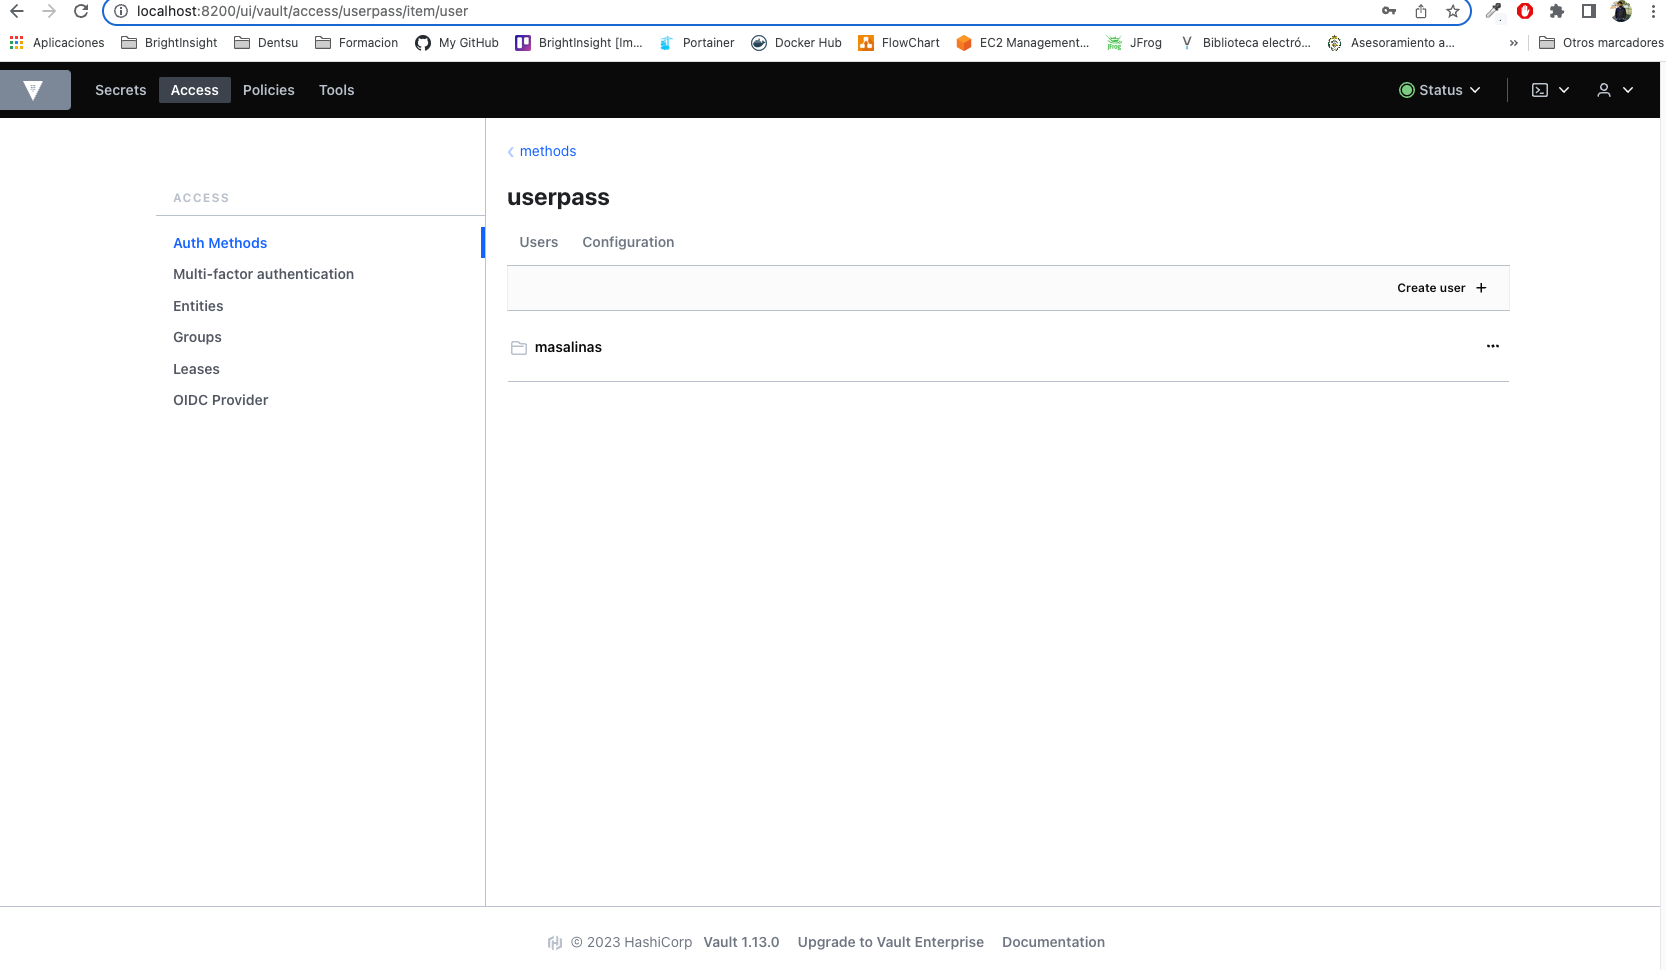 localhost:8200/ui/vault/access/userpass/item/user
Aplicaciones BrightInsight Dentsu Formacion My GitHub BrightInsight [Im... Portainer Docker Hub FlowChart EC2 Management... JFrog Biblioteca electró... Asesoramiento a... » Otros marcadores
Secrets Access Policies Tools Status
methods
ACCESS
userpass
Auth Methods
Users Configuration
Multi-factor authentication
Create user +
Entities
Groups
masalinas
Leases
OIDC Provider
© 2023 HashiCorp Vault 1.13.0 Upgrade to Vault Enterprise Documentation